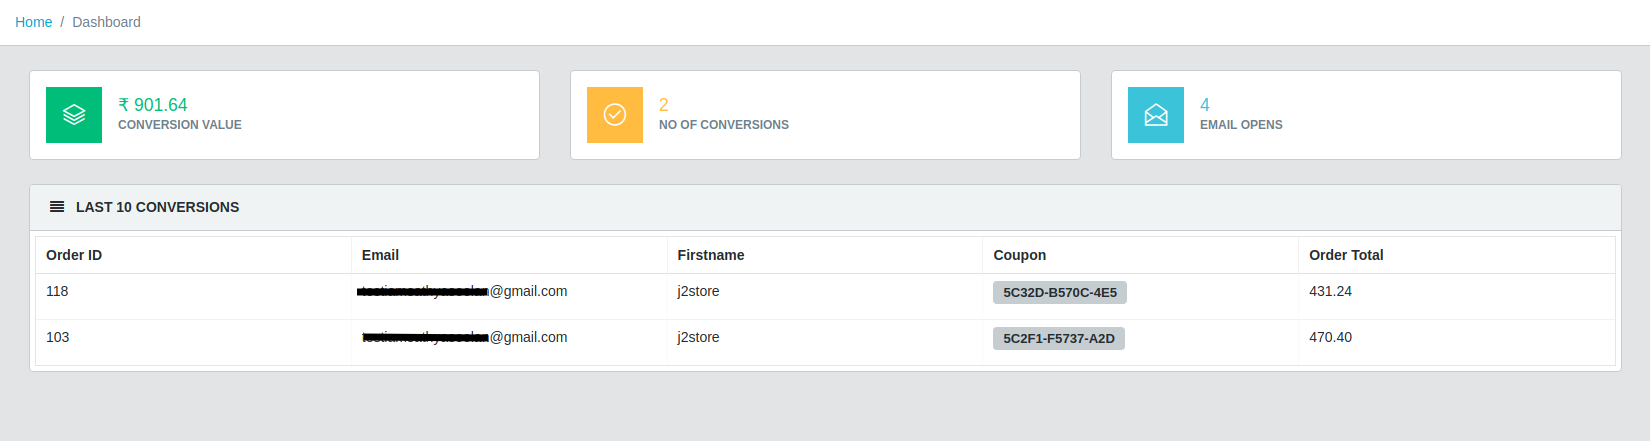 Home / Dashboard
₹ 901.64
CONVERSION VALUE
2
NO OF CONVERSIONS
4
EMAIL OPENS
LAST 10 CONVERSIONS
Order ID Email Firstname Coupon Order Total
118 @gmail.com j2store 5C32D-B570C-4E5 431.24
103 @gmail.com j2store 5C2F1-F5737-A2D 470.40